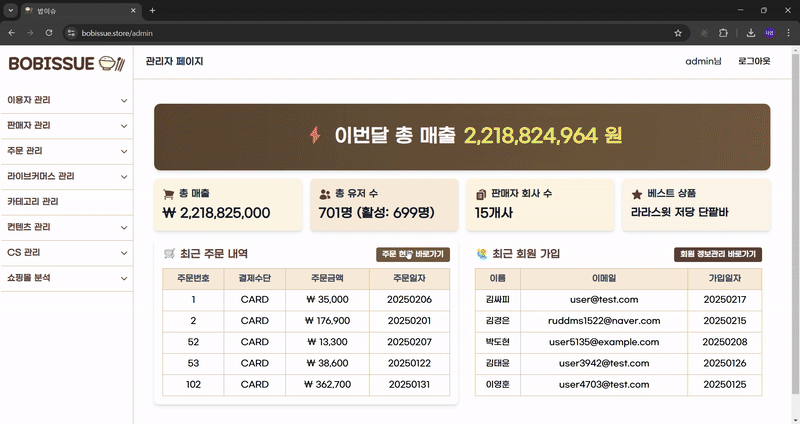 밥이슈
bobissue.store/admin
BOBISSUE
관리자 페이지
admin님
로그아웃
이용자 관리
판매자 관리
주문 관리
라이브커머스 관리
카테고리 관리
컨텐츠 관리
CS 관리
쇼핑몰 분석
이번달 총 매출 2,218,824,964 원
총 매출
₩ 2,218,825,000
총 유저 수
701명 (활성: 699명)
판매자 회사 수
15개사
베스트 상품
라라스윗 저당 단팥바
최근 주문 내역
주문 현황 바로가기
주문번호 결제수단 주문금액 주문일자
1 CARD ₩ 35,000 20250206
2 CARD ₩ 176,900 20250201
52 CARD ₩ 13,300 20250207
53 CARD ₩ 38,600 20250122
102 CARD ₩ 362,700 20250131
최근 회원 가입
회원 정보관리 바로가기
이름 이메일 가입일자
김싸피 user@test.com 20250217
김경은 ruddms1522@naver.com 20250215
박도현 user5135@example.com 20250208
김태윤 user3942@test.com 20250126
이영훈 user4703@test.com 20250125